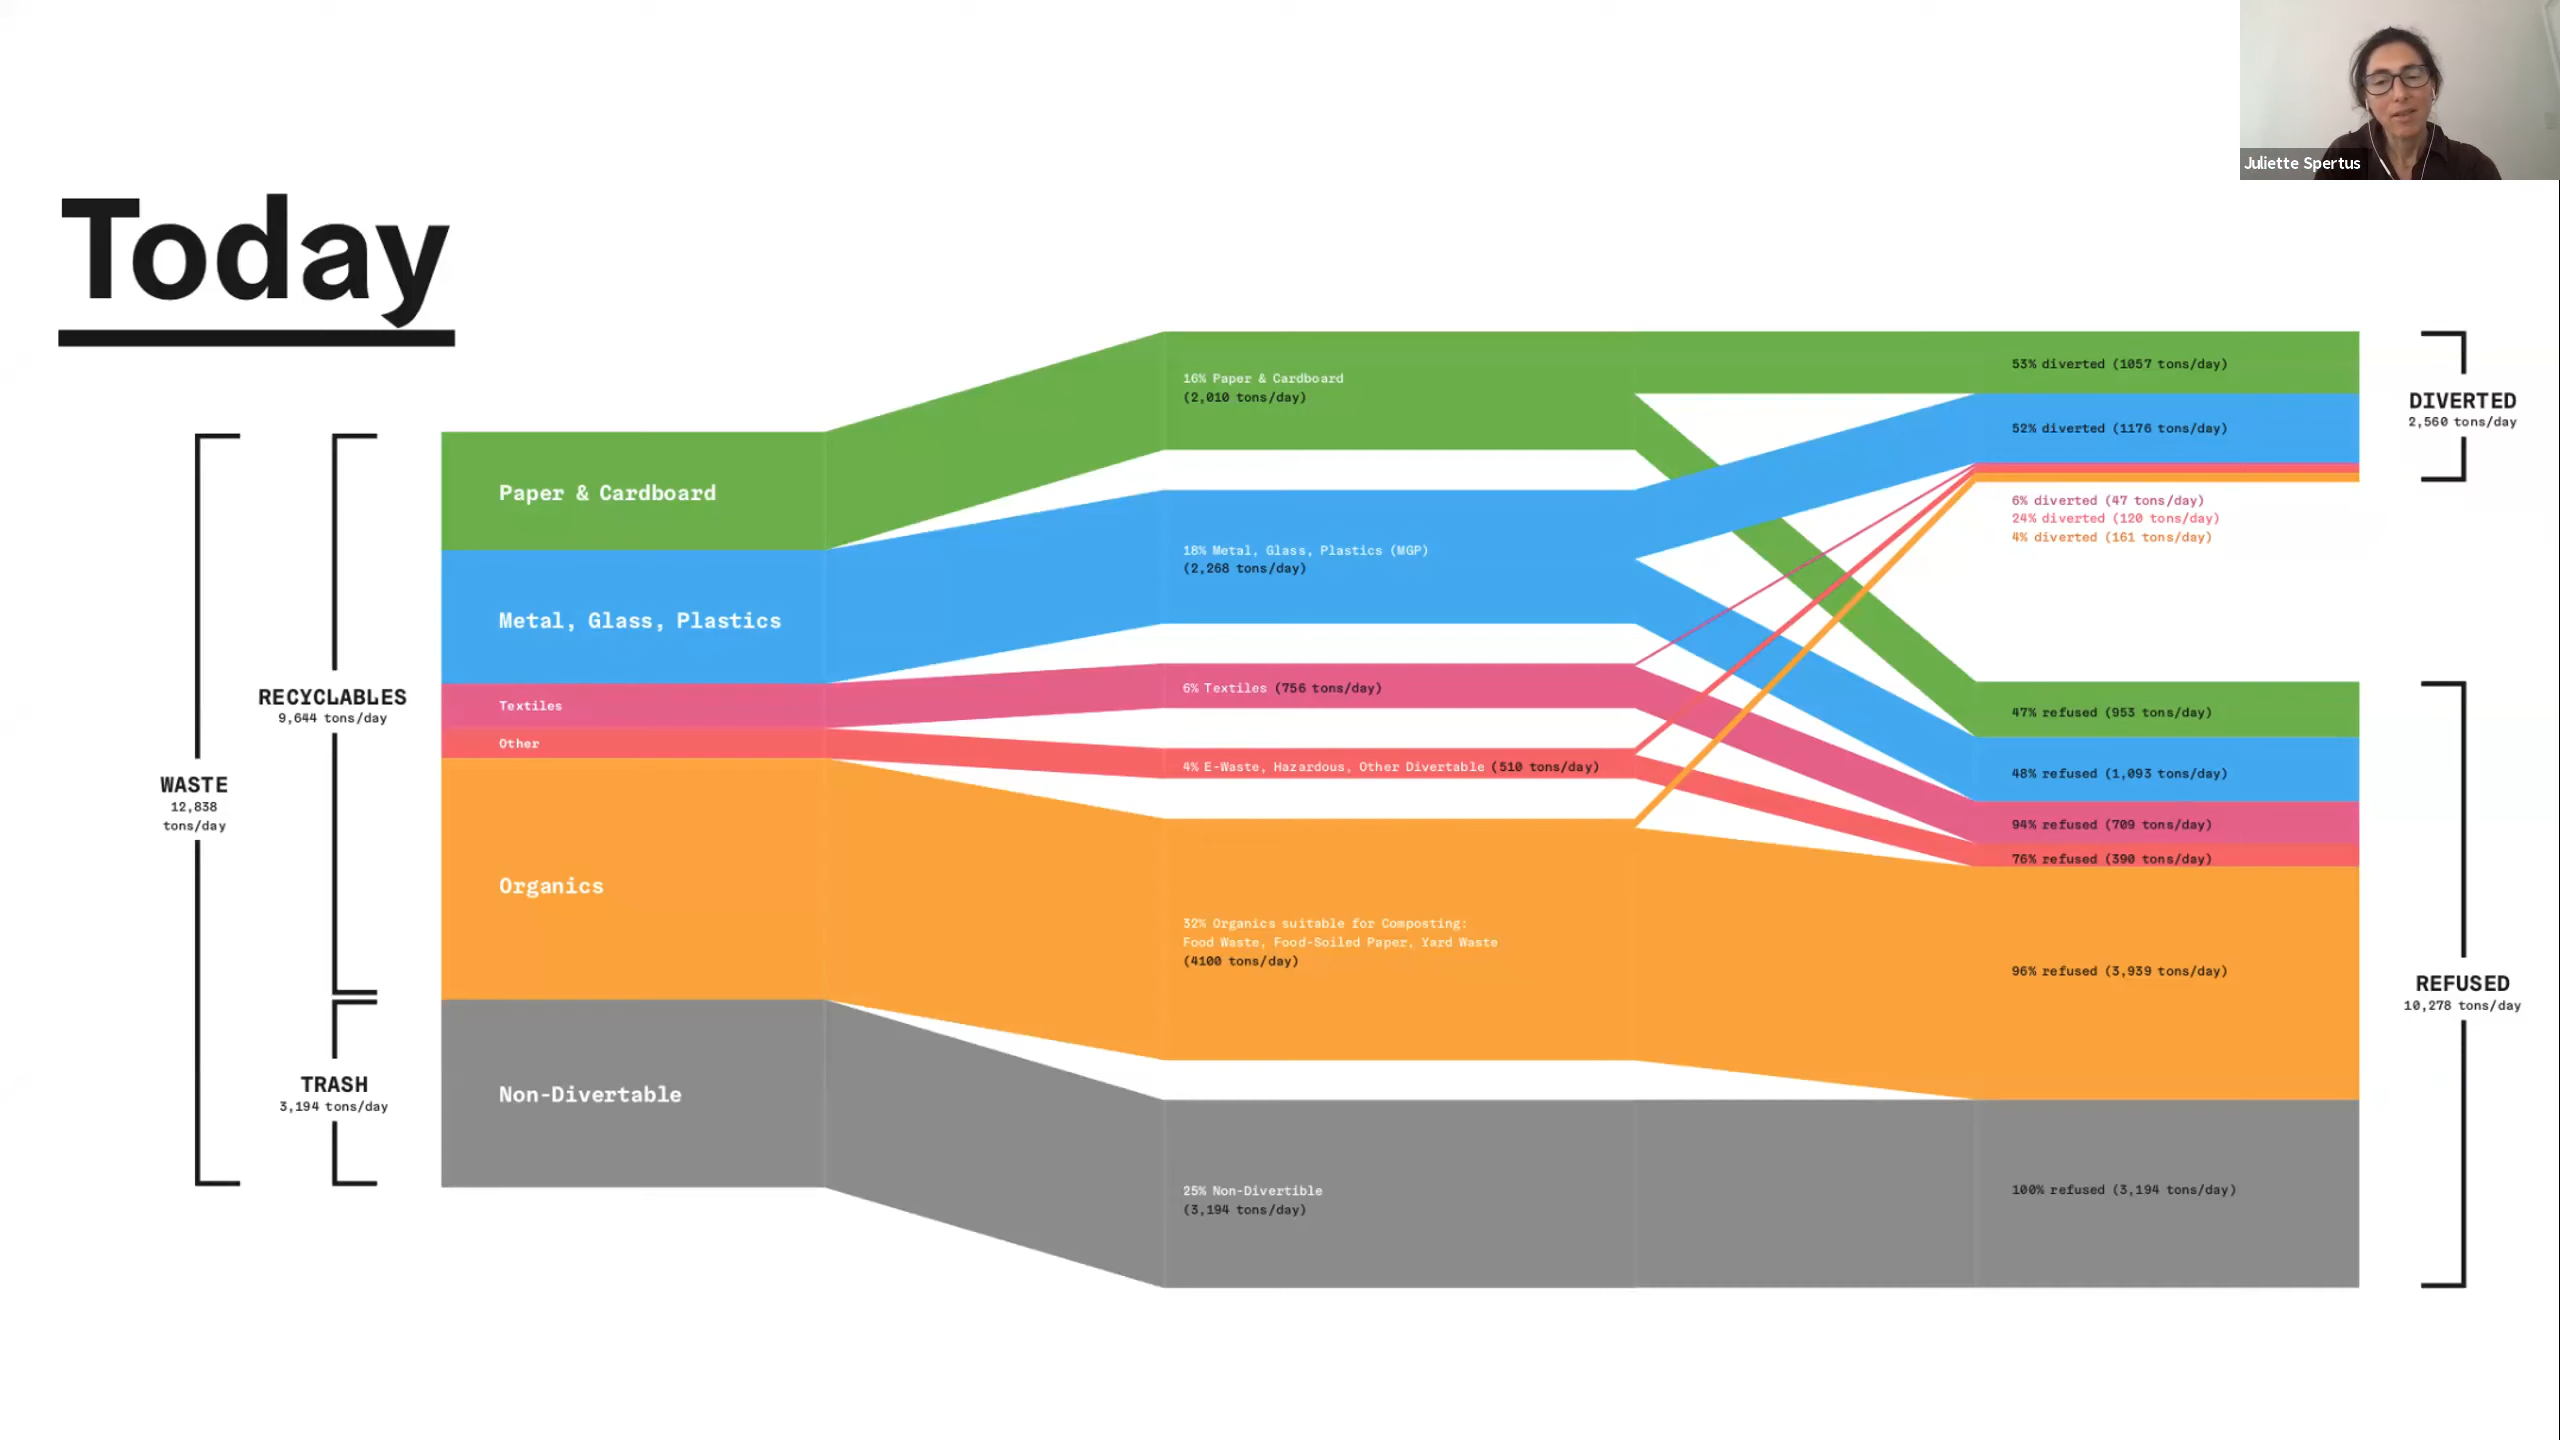 Juliette Spertus
Today
WASTE
12,838
tons/day
RECYCLABLES
9,644 tons/day
TRASH
3,194 tons/day
Paper & Cardboard
Metal, Glass, Plastics
Textiles
Other
Organics
Non-Divertable
16% Paper & Cardboard
(2,010 tons/day)
18% Metal, Glass, Plastics (MGP)
(2,268 tons/day)
6% Textiles (756 tons/day)
4% E-Waste, Hazardous, Other Divertable (510 tons/day)
32% Organics suitable for Composting:
Food Waste, Food-Soiled Paper, Yard Waste
(4100 tons/day)
25% Non-Divertible
(3,194 tons/day)
53% diverted (1057 tons/day)
52% diverted (1176 tons/day)
6% diverted (47 tons/day)
24% diverted (120 tons/day)
4% diverted (161 tons/day)
47% refused (953 tons/day)
48% refused (1,093 tons/day)
94% refused (709 tons/day)
76% refused (390 tons/day)
96% refused (3,939 tons/day)
100% refused (3,194 tons/day)
DIVERTED
2,560 tons/day
REFUSED
10,278 tons/day